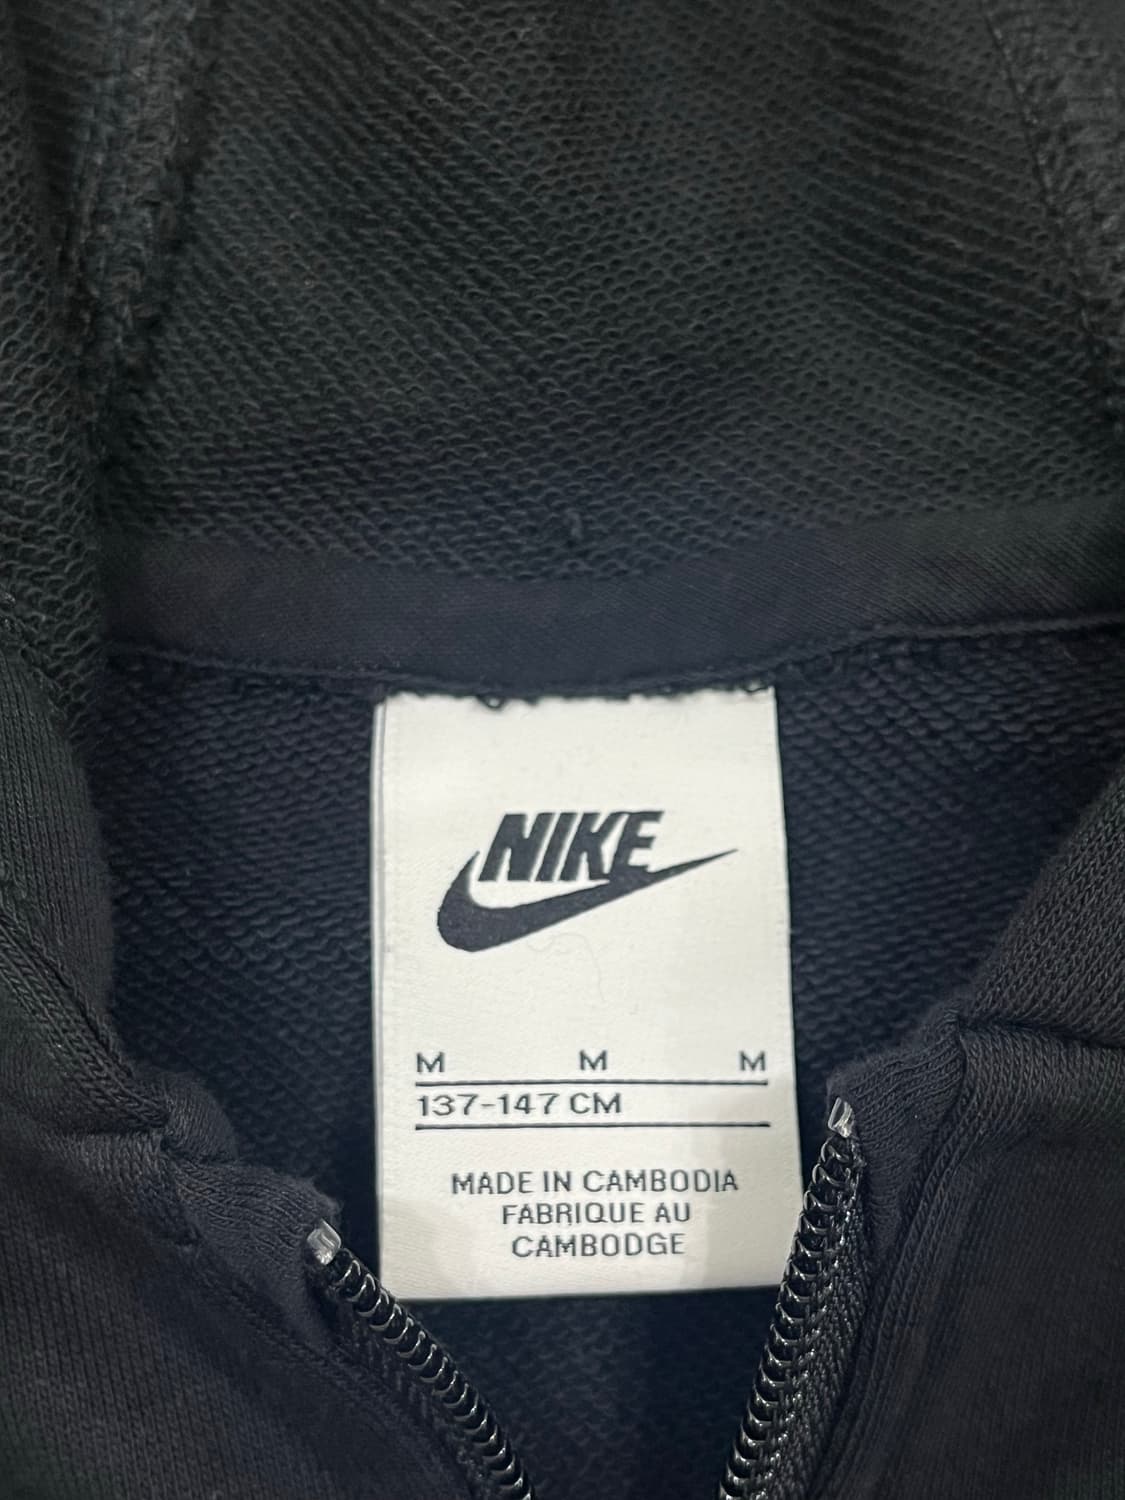 NIKE
M M M
137-147 CM
MADE IN CAMBODIA
FABRIQUE AU
CAMBODGE